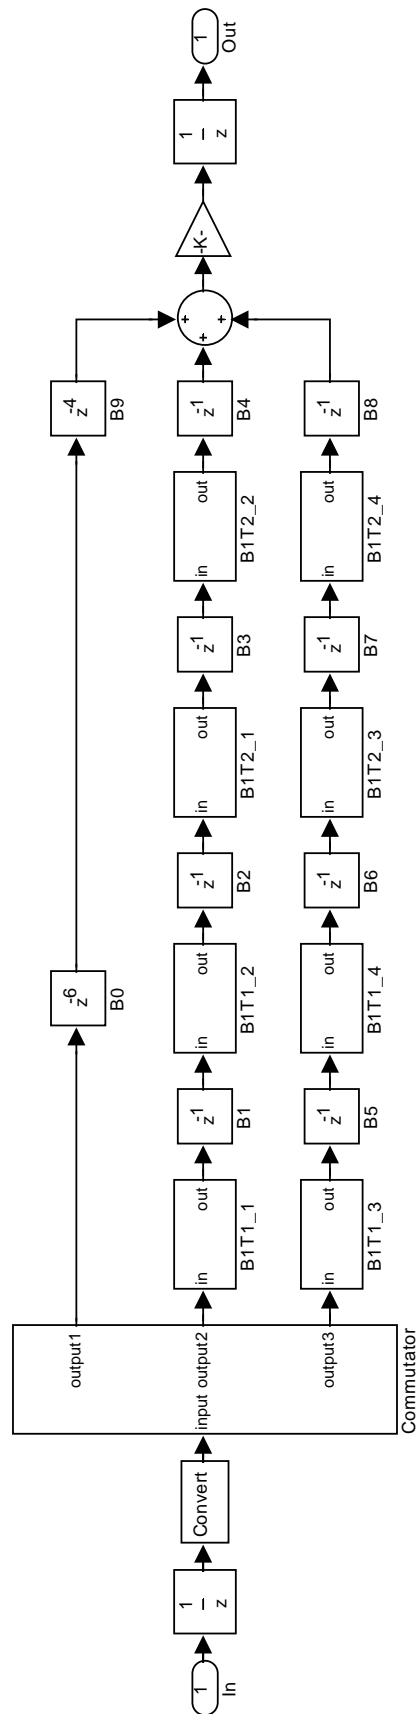 1
In
1
z
Convert
input
output1
output2
output3
Commutator
z-6
B0
z-4
B9
in
out
B1T1_1
z-1
B1
in
out
B1T1_2
z-1
B2
in
out
B1T2_1
z-1
B3
in
out
B1T2_2
z-1
B4
in
out
B1T1_3
z-1
B5
in
out
B1T1_4
z-1
B6
in
out
B1T2_3
z-1
B7
in
out
B1T2_4
z-1
B8
+
+
+
-K-
1
z
1
Out